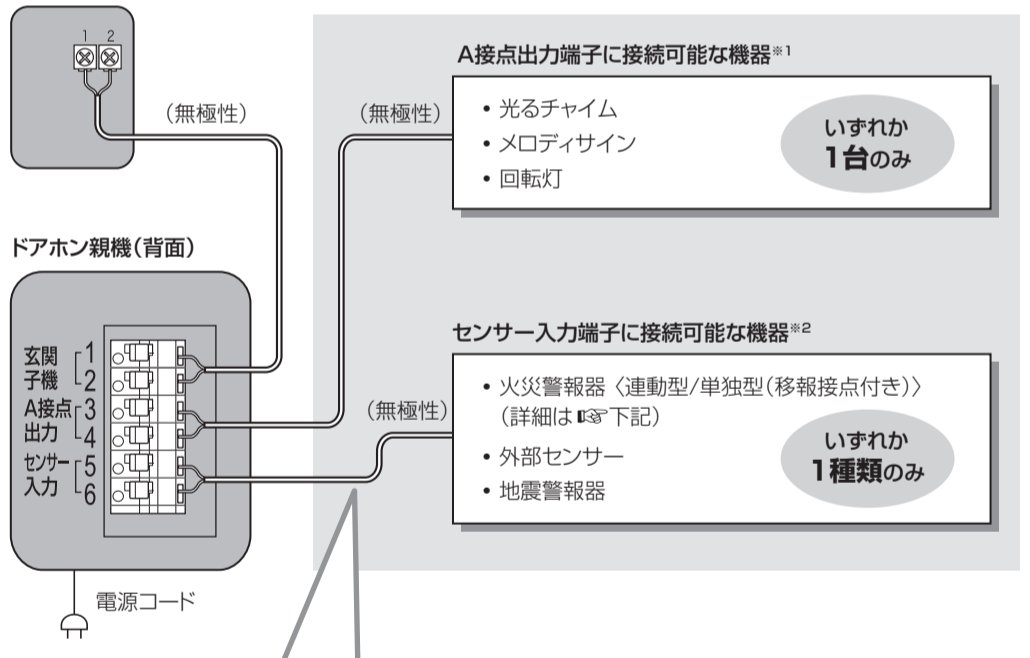 1 2
(無極性)
(無極性)
A接点出力端子に接続可能な機器※1
• 光るチャイム
• メロディサイン
• 回転灯
いずれか
1台のみ
ドアホン親機(背面)
玄関
子機
1
2
A接点
出力
3
4
センサー
入力
5
6
電源コード
(無極性)
センサー入力端子に接続可能な機器※2
• 火災警報器〈連動型/単独型(移報接点付き)〉
(詳細は☞下記)
• 外部センサー
• 地震警報器
いずれか
1種類のみ